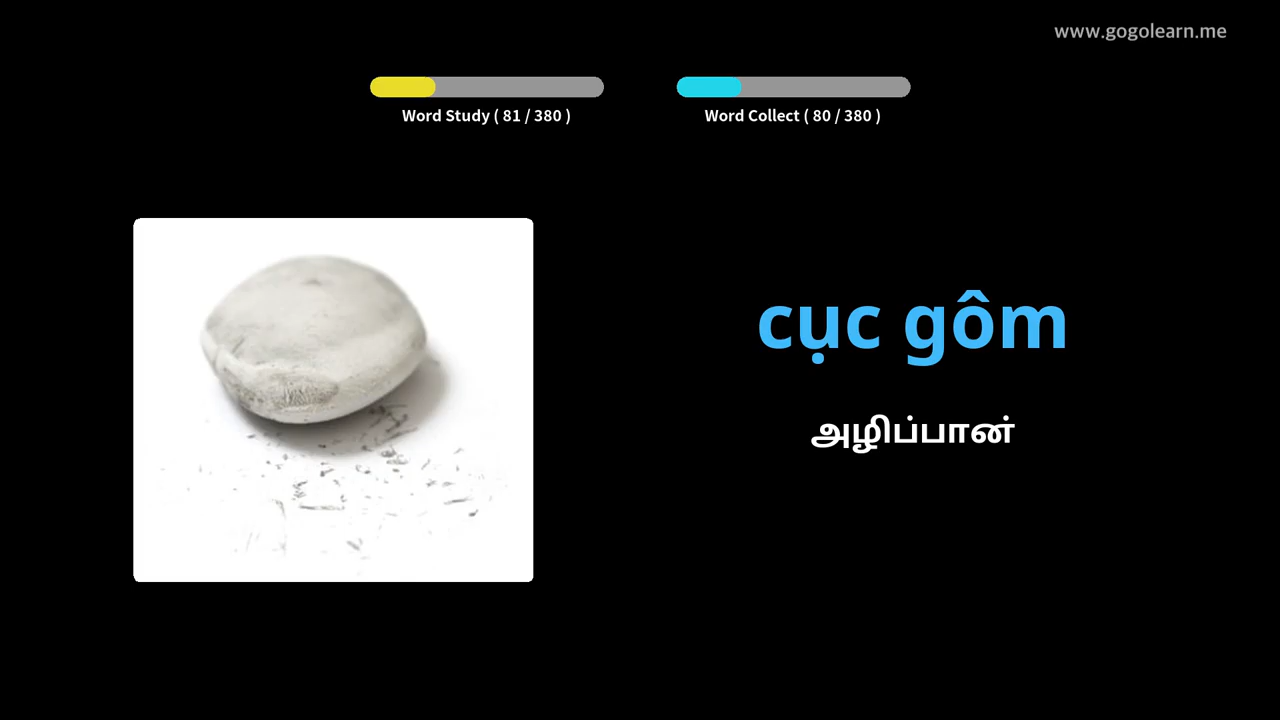 www.gogolearn.me
Word Study ( 81 / 380 )
Word Collect ( 80 / 380 )
cục gôm
அழிப்பான்